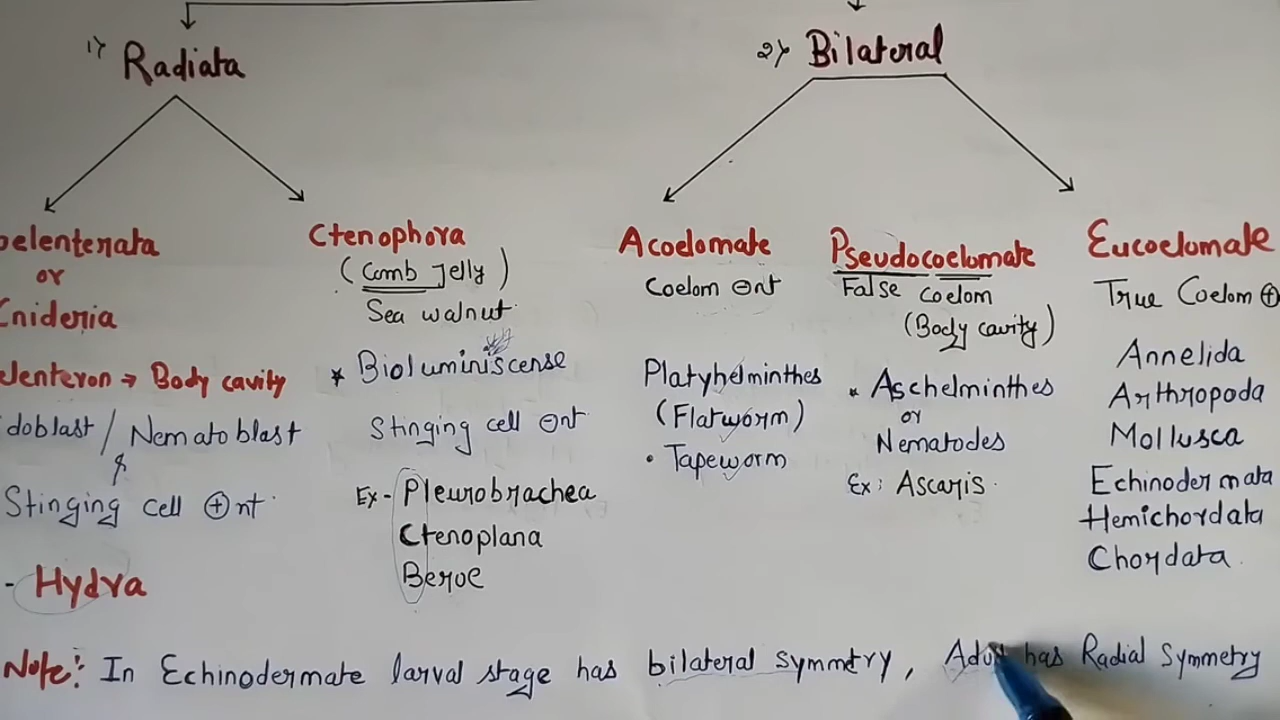 1) Radiata
2) Bilateral
oelenterata
or
Cnideria
elenteron → Body cavity
doblast / Nematoblast
Stinging cell ⊕nt
- Hydra
Ctenophora
(Comb Jelly)
Sea walnut
* Bioluminiscense
Stinging cell ⊖nt
Ex - Pleurobrachea
Ctenoplana
Beroe
Acoelomate
Coelom ⊖nt
Platyhelminthes
(Flatworm)
• Tapeworm
Pseudocoelomate
False coelom
(Body cavity)
• Aschelminthes
or
Nematodes
Ex: Ascaris
Eucoelomate
True Coelom ⊕
Annelida
Arthropoda
Mollusca
Echinodermata
Hemichordata
Chordata
Note: In Echinodermate larval stage has bilateral symmetry, has Radial Symmetry